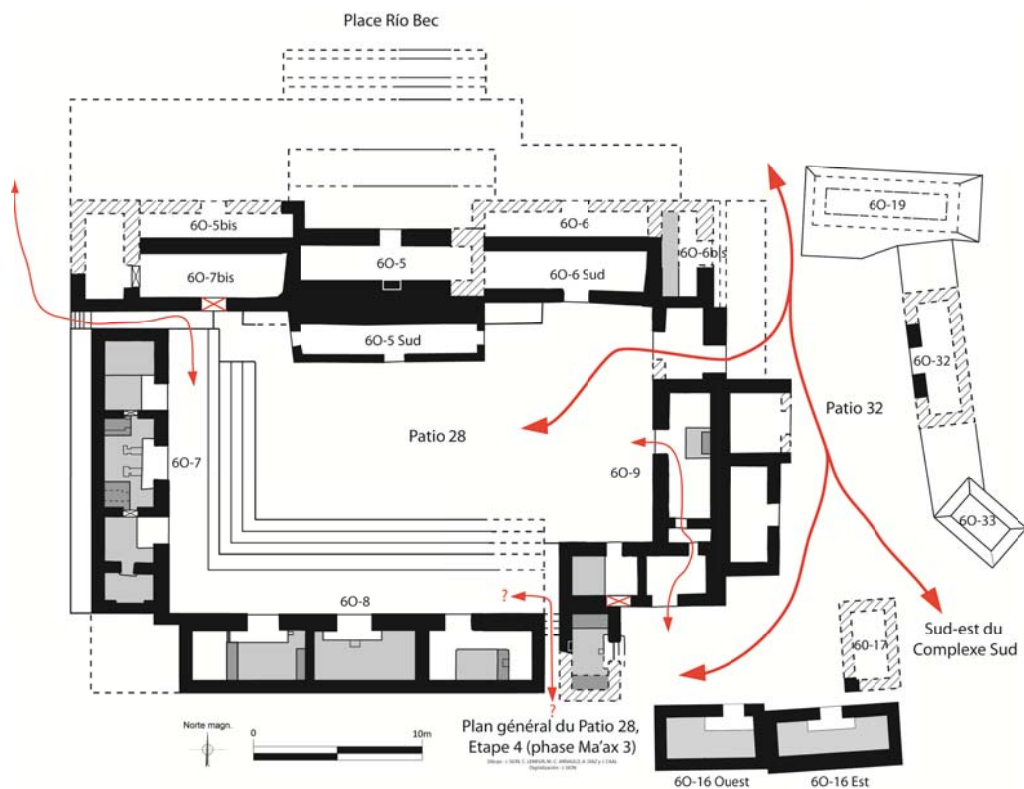 Place Río Bec
6O-19
6O-5bis
6O-6
6O-6bis
6O-7bis
6O-5
6O-6 Sud
6O-5 Sud
6O-32
Patio 28
Patio 32
6O-7
6O-9
6O-33
6O-8
?
6O-17
Sud-est du
Complexe Sud
?
Norte magn.
0
10m
Plan général du Patio 28,
Etape 4 (phase Ma'ax 3)
6O-16 Ouest
6O-16 Est